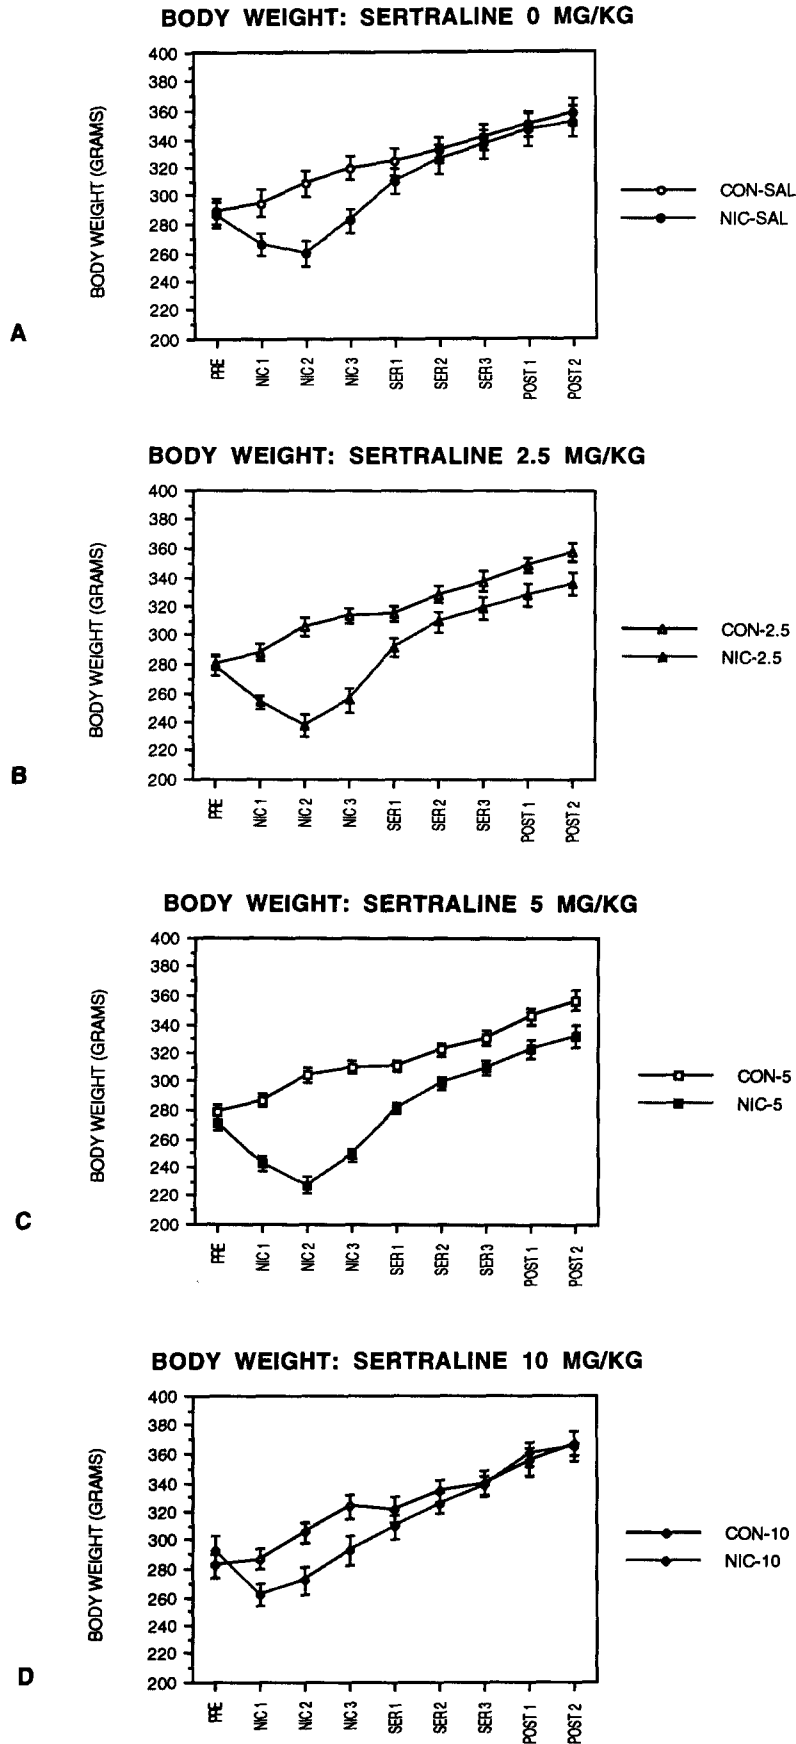 BODY WEIGHT: SERTRALINE 0 MG/KG
400
380
360
340
320
300
280
260
240
220
200
BODY WEIGHT (GRAMS)
CON-SAL
NIC-SAL
A
PRE
NIC 1
NIC 2
NIC 3
SER 1
SER 2
SER 3
POST 1
POST 2
BODY WEIGHT: SERTRALINE 2.5 MG/KG
400
380
360
340
320
300
280
260
240
220
200
BODY WEIGHT (GRAMS)
CON-2.5
NIC-2.5
B
PRE
NIC 1
NIC 2
NIC 3
SER 1
SER 2
SER 3
POST 1
POST 2
BODY WEIGHT: SERTRALINE 5 MG/KG
400
380
360
340
320
300
280
260
240
220
200
BODY WEIGHT (GRAMS)
CON-5
NIC-5
C
PRE
NIC 1
NIC 2
NIC 3
SER 1
SER 2
SER 3
POST 1
POST 2
BODY WEIGHT: SERTRALINE 10 MG/KG
400
380
360
340
320
300
280
260
240
220
200
BODY WEIGHT (GRAMS)
CON-10
NIC-10
D
PRE
NIC 1
NIC 2
NIC 3
SER 1
SER 2
SER 3
POST 1
POST 2